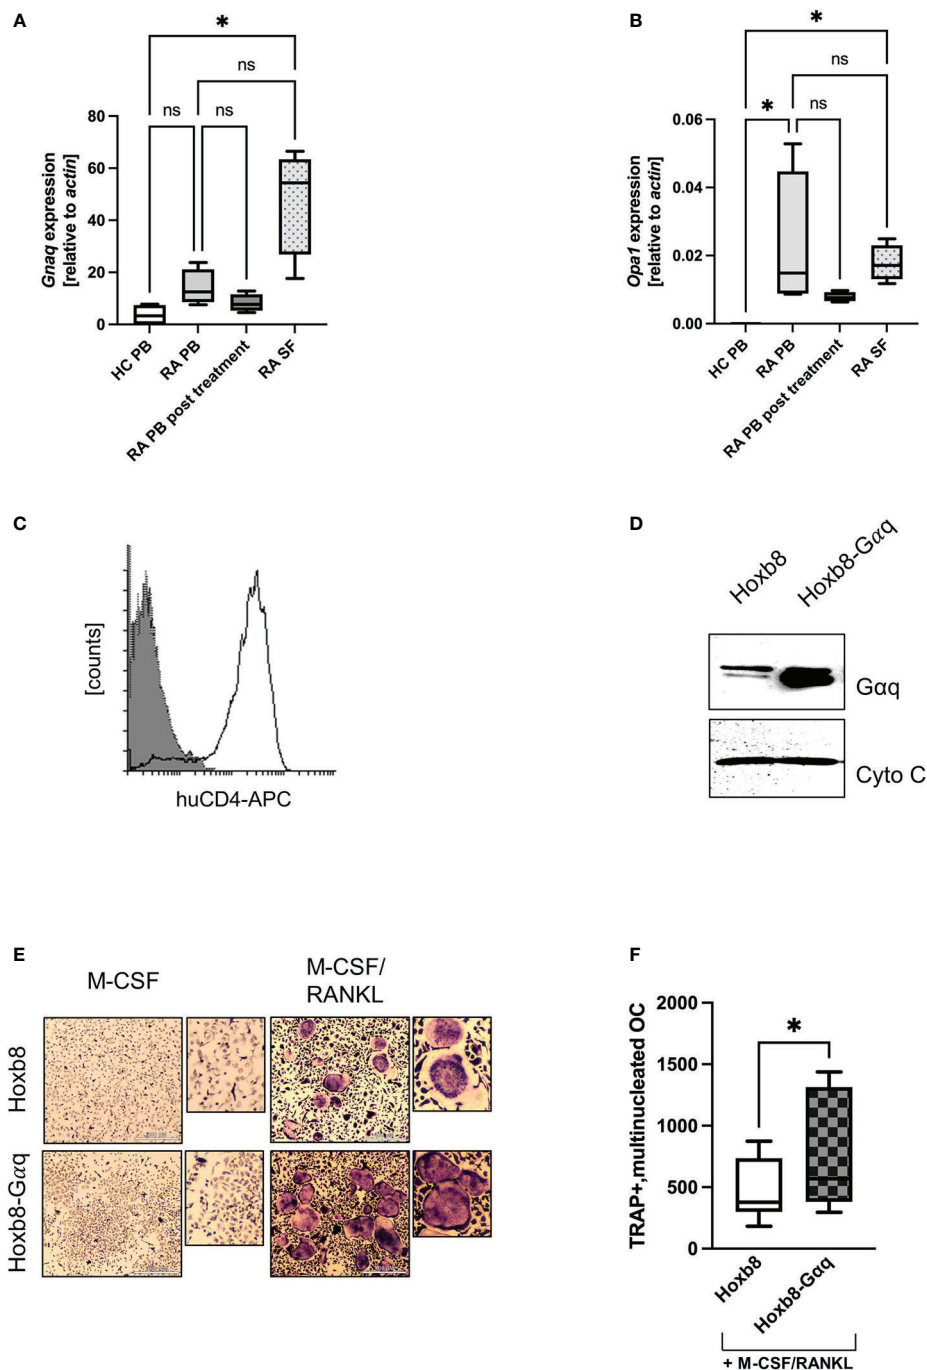 A
*
ns
ns
ns
80
60
40
20
0
Gnaq expression
[relative to actin]
HC PB
RA PB
RA PB post treatment
RA SF
B
*
ns
*
ns
0.06
0.04
0.02
0.00
Opa1 expression
[relative to actin]
HC PB
RA PB
RA PB post treatment
RA SF
C
[counts]
huCD4-APC
D
Hoxb8
Hoxb8-Gαq
Gαq
Cyto C
E
M-CSF
M-CSF/
RANKL
Hoxb8
Hoxb8-Gαq
F
*
2000
1500
1000
500
0
TRAP+,multinucleated OC
Hoxb8
Hoxb8-Gαq
+ M-CSF/RANKL